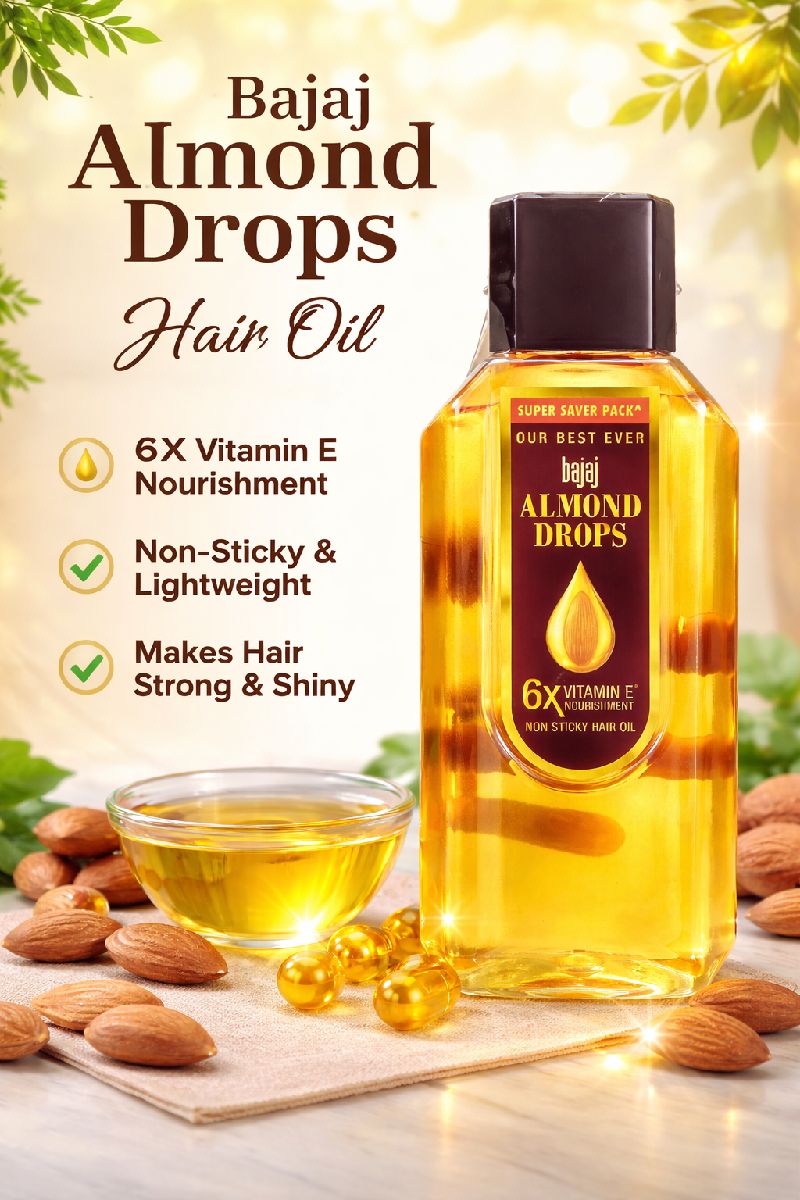 Bajaj
Almond
Drops
Hair Oil
6X Vitamin E
Nourishment
Non-Sticky &
Lightweight
Makes Hair
Strong & Shiny
SUPER SAVER PACK^
OUR BEST EVER
bajaj
ALMOND
DROPS
6X VITAMIN E*
NOURISHMENT
NON STICKY HAIR OIL